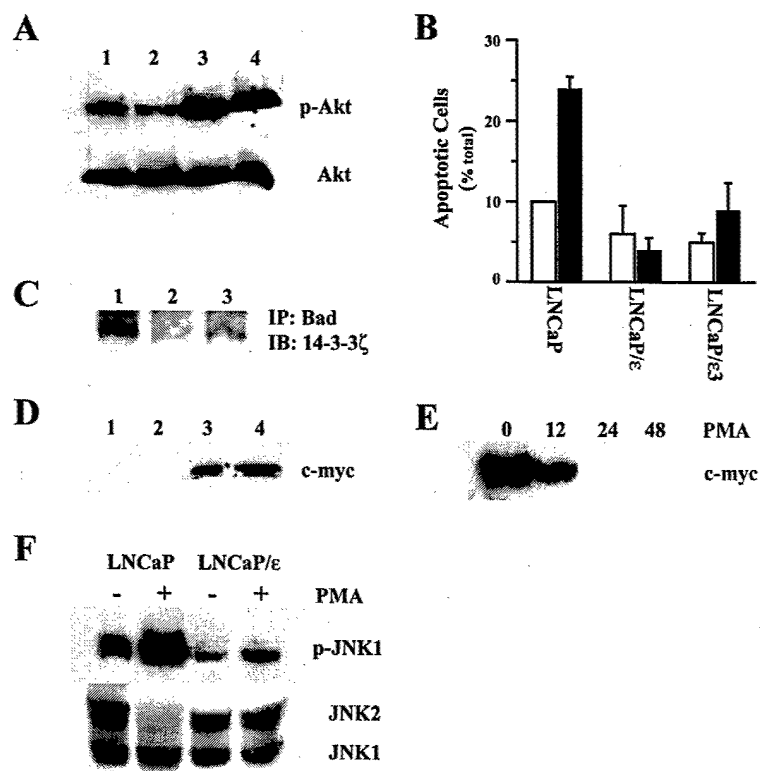 A
1 2 3 4
p-Akt
Akt
B
30
20
10
0
Apoptotic Cells
(% total)
LNCaP
LNCaP/ε
LNCaP/ε3
C
1 2 3
IP: Bad
IB: 14-3-3ζ
D
1 2 3 4
c-myc
E
0 12 24 48 PMA
c-myc
F
LNCaP LNCaP/ε
- + - + PMA
p-JNK1
JNK2
JNK1